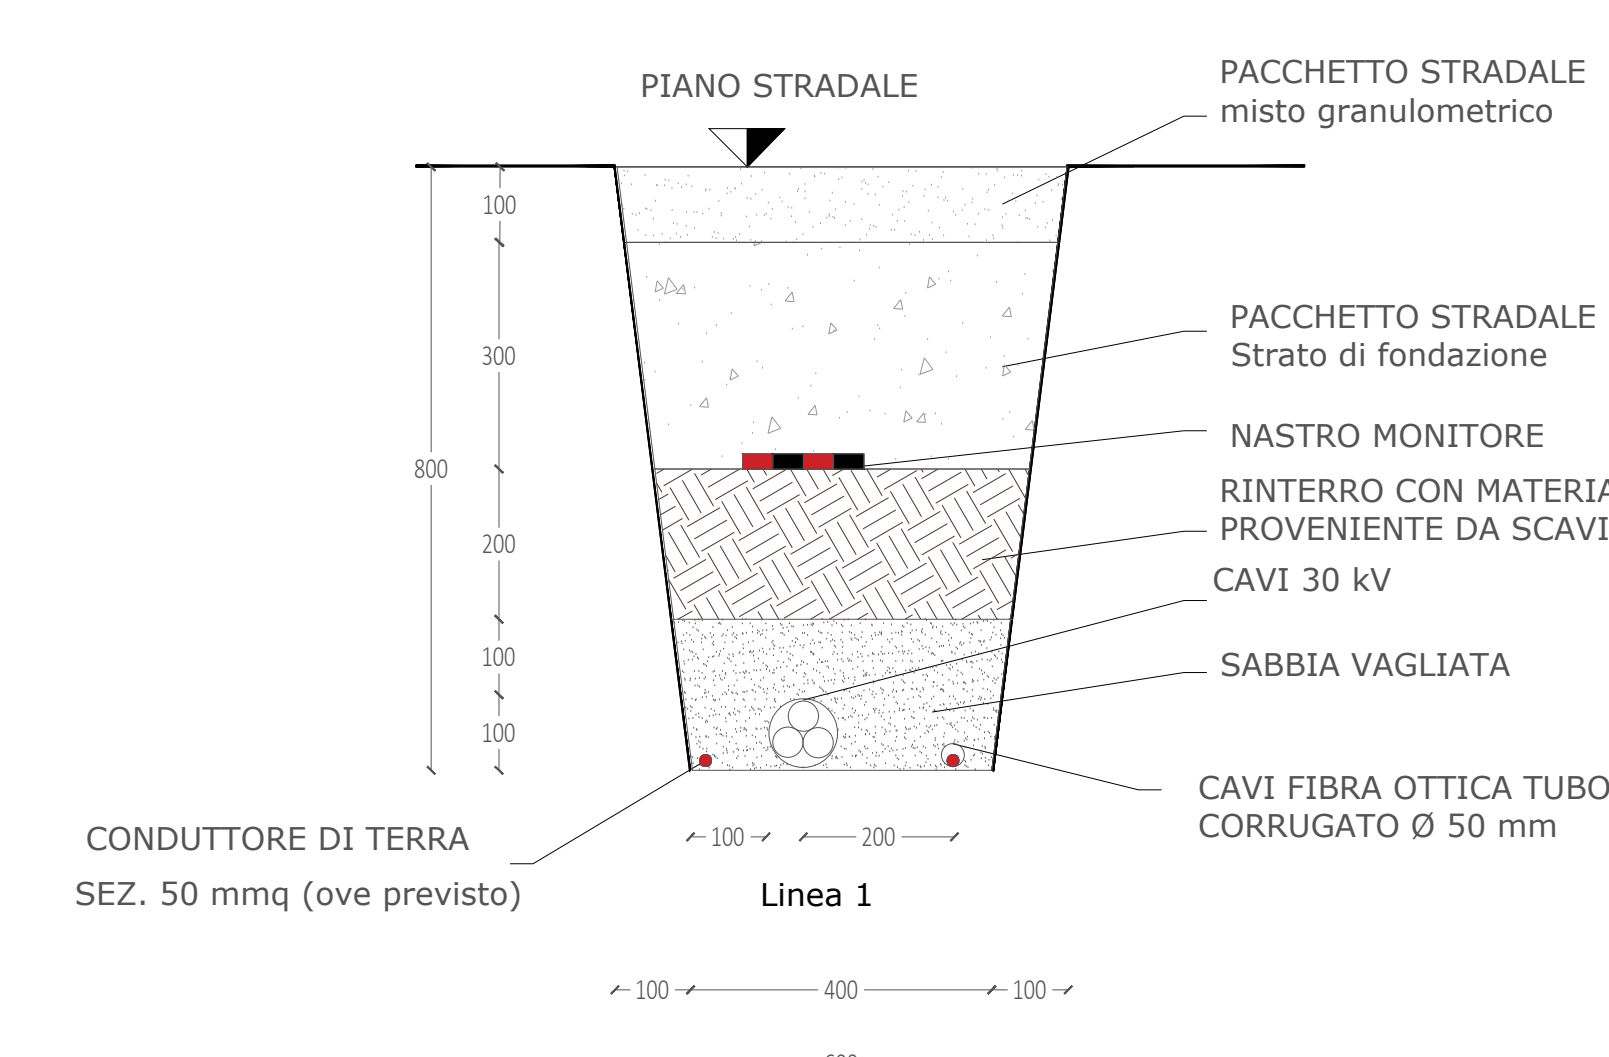 PIANO STRADALE
PACCHETTO STRADALE
misto granulometrico
100
300
PACCHETTO STRADALE
Strato di fondazione
NASTRO MONITORE
800
RINTERRO CON
PROVENIENTE DA SCAVI
200
CAVI 30 kV
100
SABBIA VAGLIATA
100
CAVI FIBRA OTTICA TUBO
CORRUGATO Ø 50 mm
CONDUTTORE DI TERRA
SEZ. 50 mmq (ove previsto)
100 200
Linea 1
100 400 100